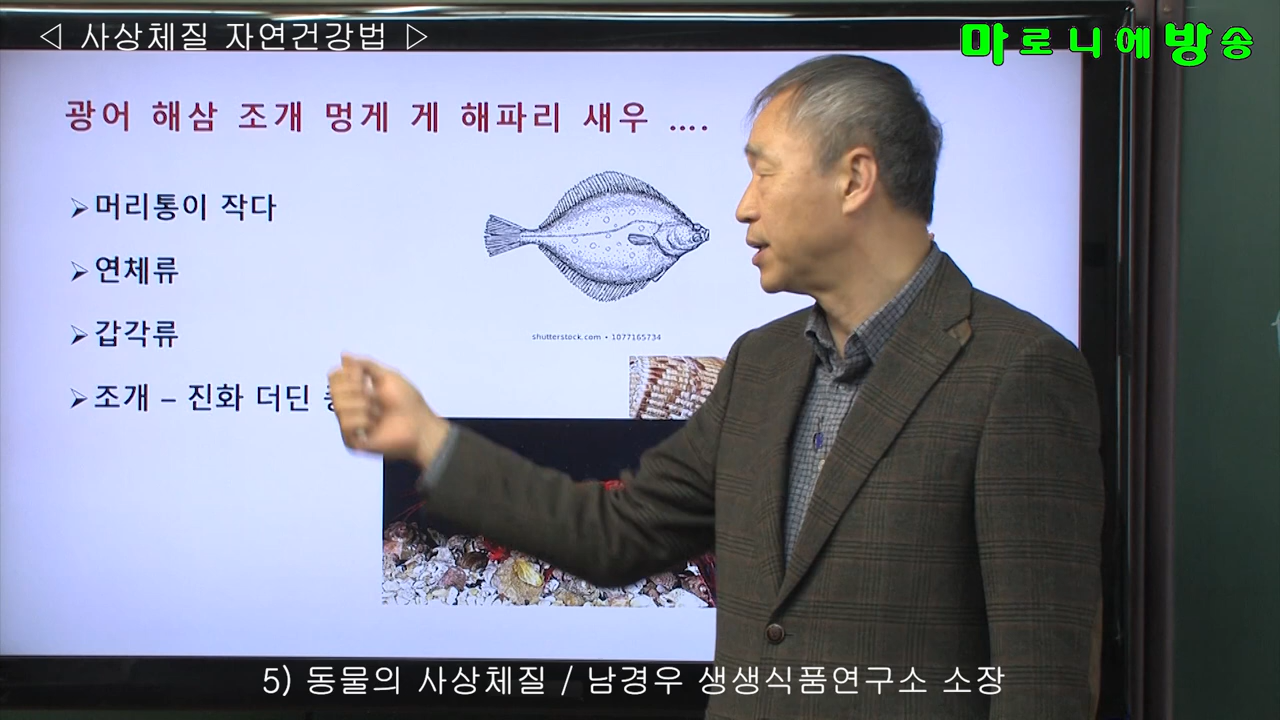 ◁ 사상체질 자연건강법 ▷
마로니에방송
광어 해삼 조개 멍게 게 해파리 새우 ....
➢머리통이 작다
➢연체류
➢갑각류
➢조개 – 진화 더딘
shutterstock.com • 1077165734
5) 동물의 사상체질 / 남경우 생생식품연구소 소장